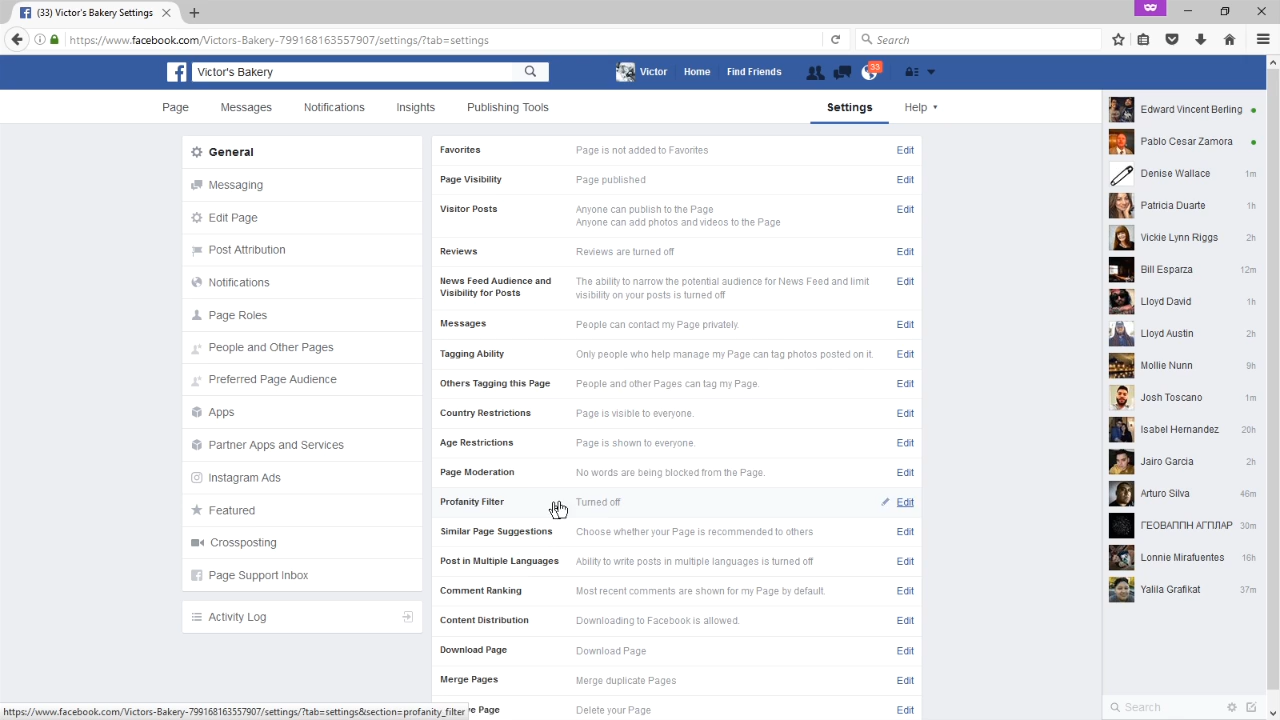 (33) Victor's Bakery Settings
https://www.facebook.com/Victors-Bakery-799168163557907/settings/?tab=settings
Search
Victor's Bakery
Victor
Home
Find Friends
33
Page
Messages
Notifications
Insights
Publishing Tools
Settings
Help
General
Messaging
Edit Page
Post Attribution
Notifications
Page Roles
People and Other Pages
Preferred Page Audience
Apps
Partner Apps and Services
Instagram Ads
Featured
Crossposting
Page Support Inbox
Activity Log
Favorites Page is not added to Favorites Edit
Page Visibility Page published Edit
Visitor Posts Anyone can publish to the Page Edit
Anyone can add photos and videos to the Page
Reviews Reviews are turned off Edit
News Feed Audience and The ability to narrow the potential audience for News Feed and limit Edit
Visibility for Posts visibility on your posts is turned off
Messages People can contact my Page privately. Edit
Tagging Ability Only people who help manage my Page can tag photos posted on it. Edit
Others Tagging this Page People and other Pages can tag my Page. Edit
Country Restrictions Page is visible to everyone. Edit
Age Restrictions Page is shown to everyone. Edit
Page Moderation No words are being blocked from the Page. Edit
Profanity Filter Turned off Edit
Similar Page Suggestions Choose whether your Page is recommended to others Edit
Post in Multiple Languages Ability to write posts in multiple languages is turned off Edit
Comment Ranking Most recent comments are shown for my Page by default. Edit
Content Distribution Downloading to Facebook is allowed. Edit
Download Page Download Page Edit
Merge Pages Merge duplicate Pages Edit
Page Delete your Page Edit
https://www.facebook.com/Victors-Bakery-799168163557907/settings/?tab=settings&section=profanity_filter
Edward Vincent Berling
Pablo Cesar Zamora
Denise Wallace 1m
Patricia Duarte 1h
Vickie Lynn Riggs 2h
Bill Esparza 12m
Lloyd David 1h
Lloyd Austin 2h
Mollie Nunn 9h
Josh Toscano 1m
Isabel Hernandez 20h
Jairo Garcia 2h
Arturo Silva 46m
30m
Lonnie Mirafuentes 16h
Yalila Grafikat 37m
Search